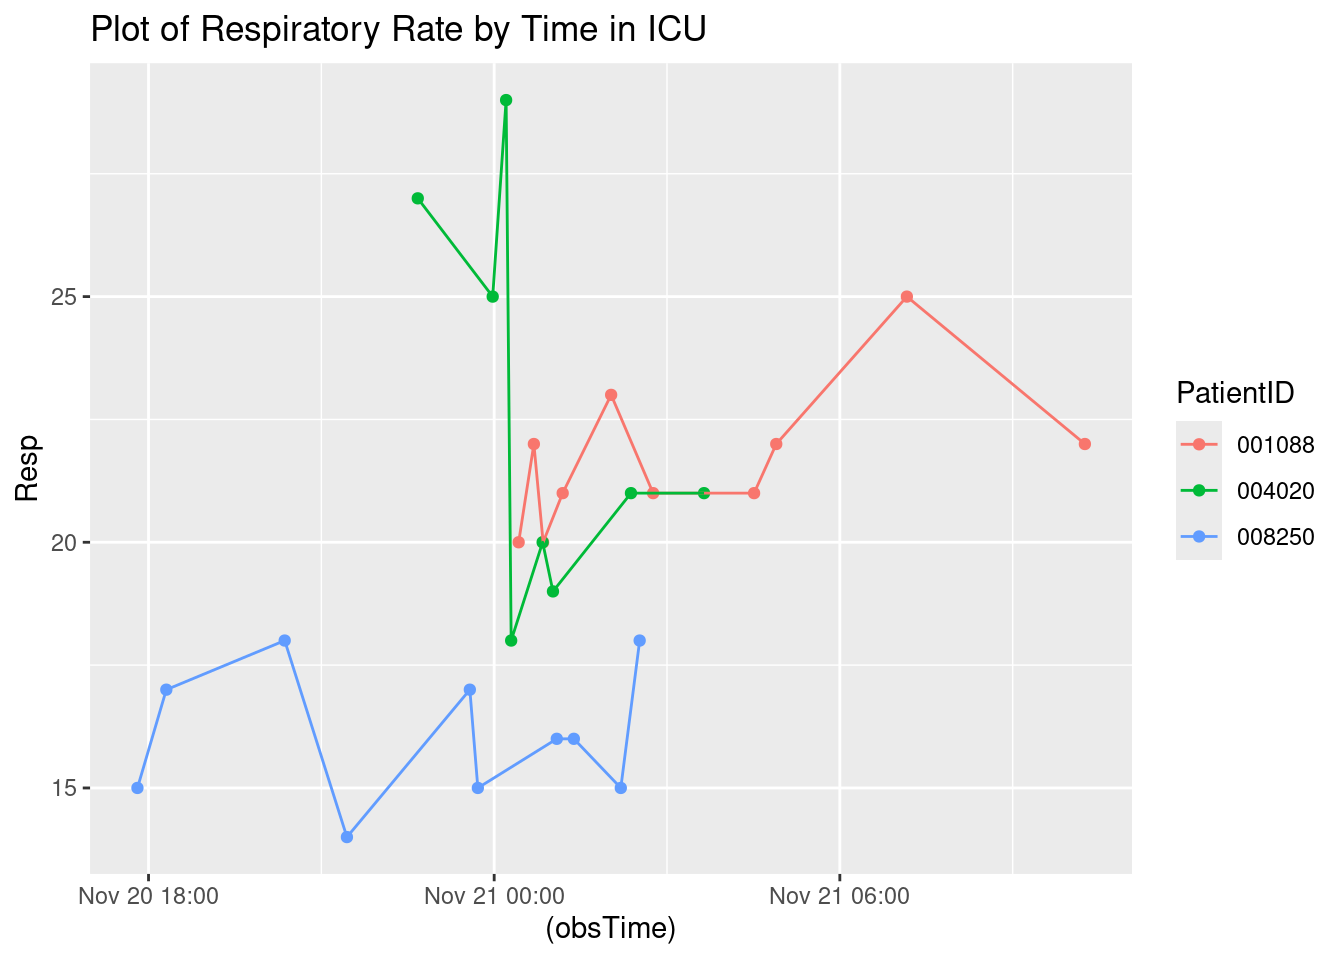 Plot of Respiratory Rate by Time in ICU
Resp
25
20
15
Nov 20 18:00
Nov 21 00:00
Nov 21 06:00
(obsTime)
PatientID
001088
004020
008250